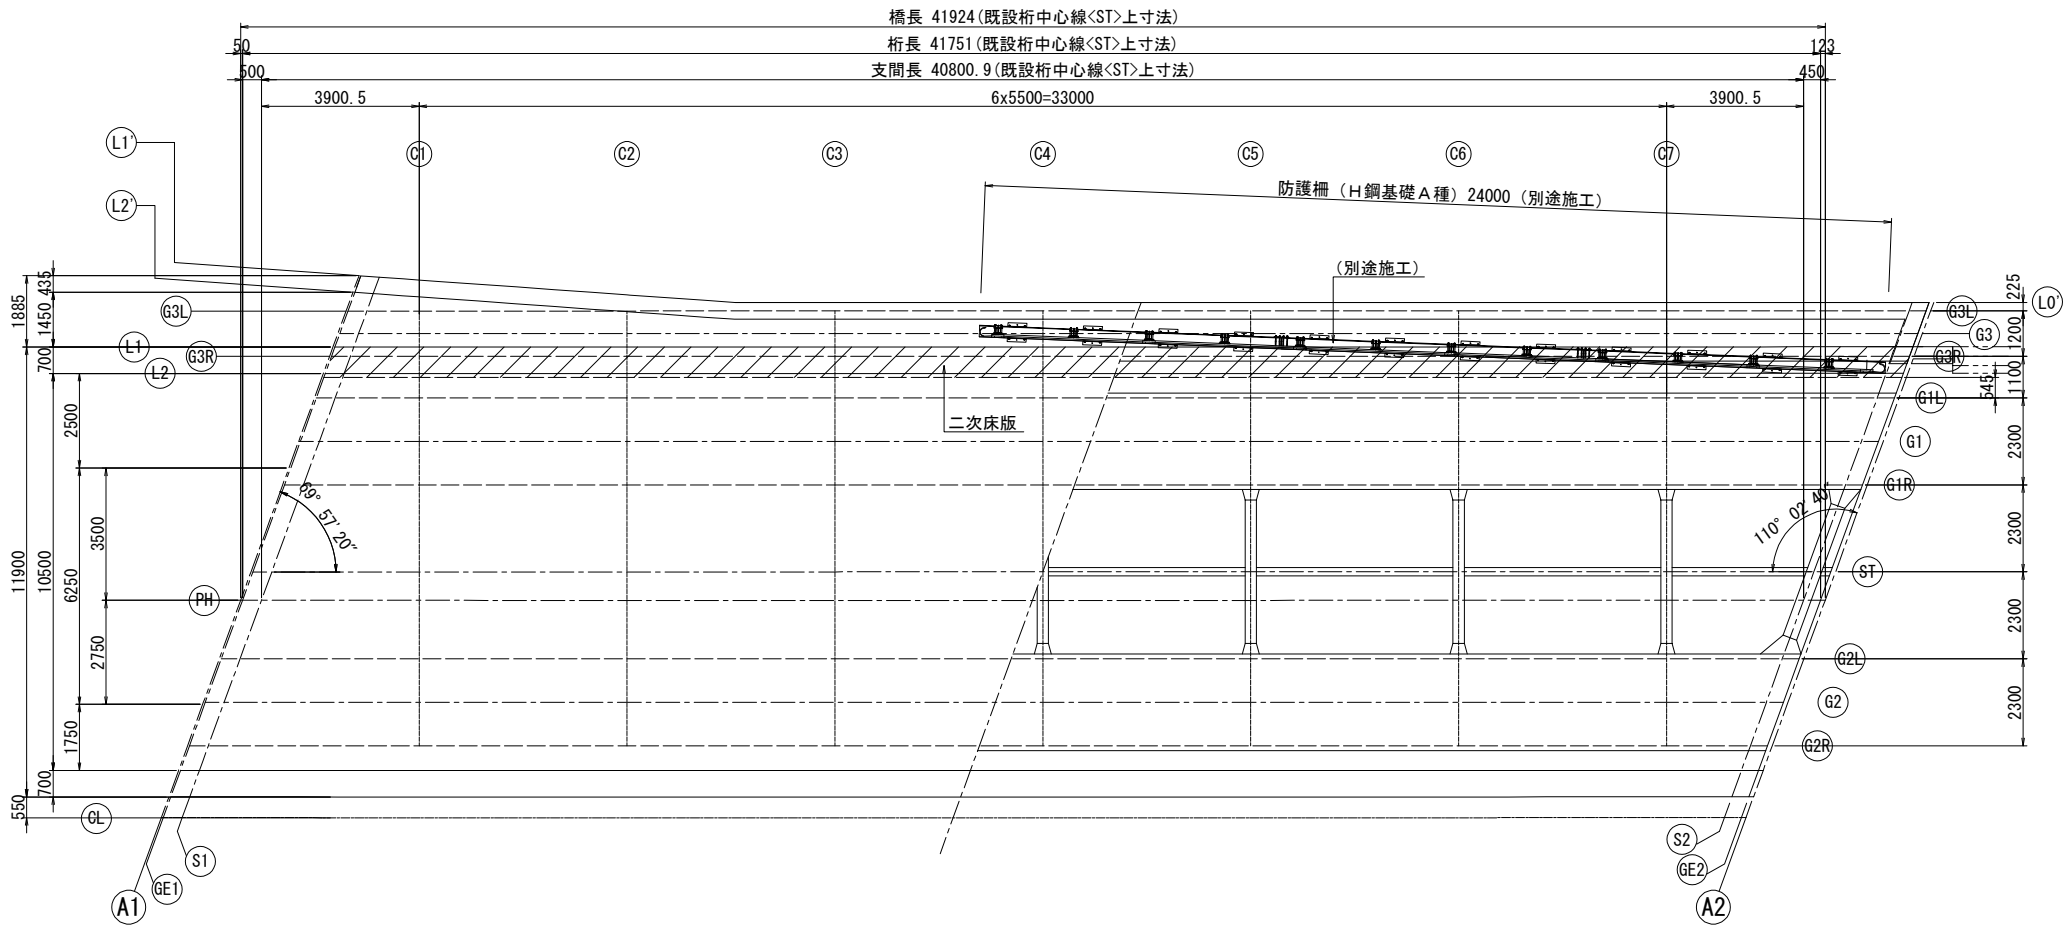 橋長 41924(既設桁中心線<ST>上寸法)
50
桁長 41751(既設桁中心線<ST>上寸法)
123
500
支間長 40800.9(既設桁中心線<ST>上寸法)
450
3900.5
6x5500=33000
3900.5
L1'
C1
C2
C3
C4
C5
C6
C7
L2'
防護柵（H鋼基礎A種）24000（別途施工）
(別途施工)
435
1885
1450
G3L
L1
G3R
700
L2
225
L0'
G3L
1200
G3
G3R
1100
545
G1L
二次床版
2500
G1
2300
G1R
69° 57′ 20″
110° 02′ 40″
3500
2300
11900
10500
6250
ST
PH
2750
2300
G2L
G2
1750
2300
G2R
700
550
CL
S1
S2
GE1
GE2
A1
A2